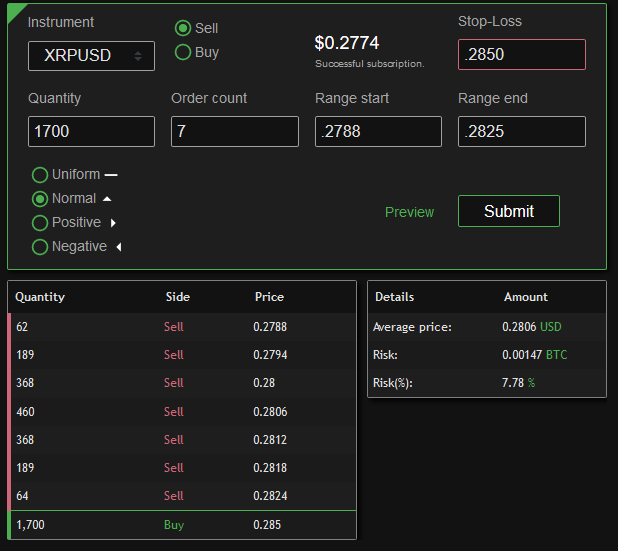 Instrument
Sell
Stop-Loss
XRPUSD
Buy
$0.2774
Successful subscription.
.2850
Quantity
Order count
Range start
Range end
1700
7
.2788
.2825
Uniform
Normal
Positive
Negative
Preview
Submit
Quantity Side Price
62 Sell 0.2788
189 Sell 0.2794
368 Sell 0.28
460 Sell 0.2806
368 Sell 0.2812
189 Sell 0.2818
64 Sell 0.2824
1,700 Buy 0.285
Details Amount
Average price: 0.2806 USD
Risk: 0.00147 BTC
Risk(%): 7.78 %